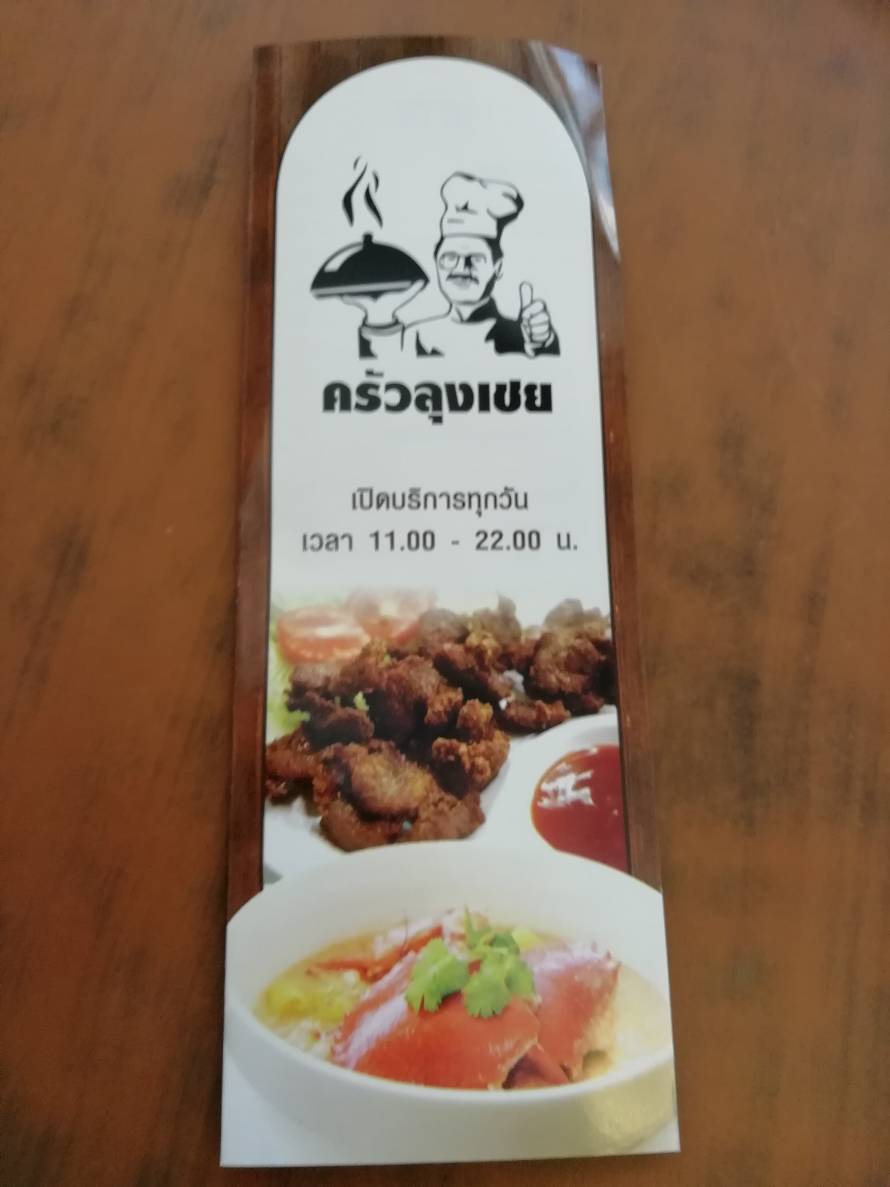 ครัวลุงเชย
เปิดบริการทุกวัน
เวลา 11.00 - 22.00 น.